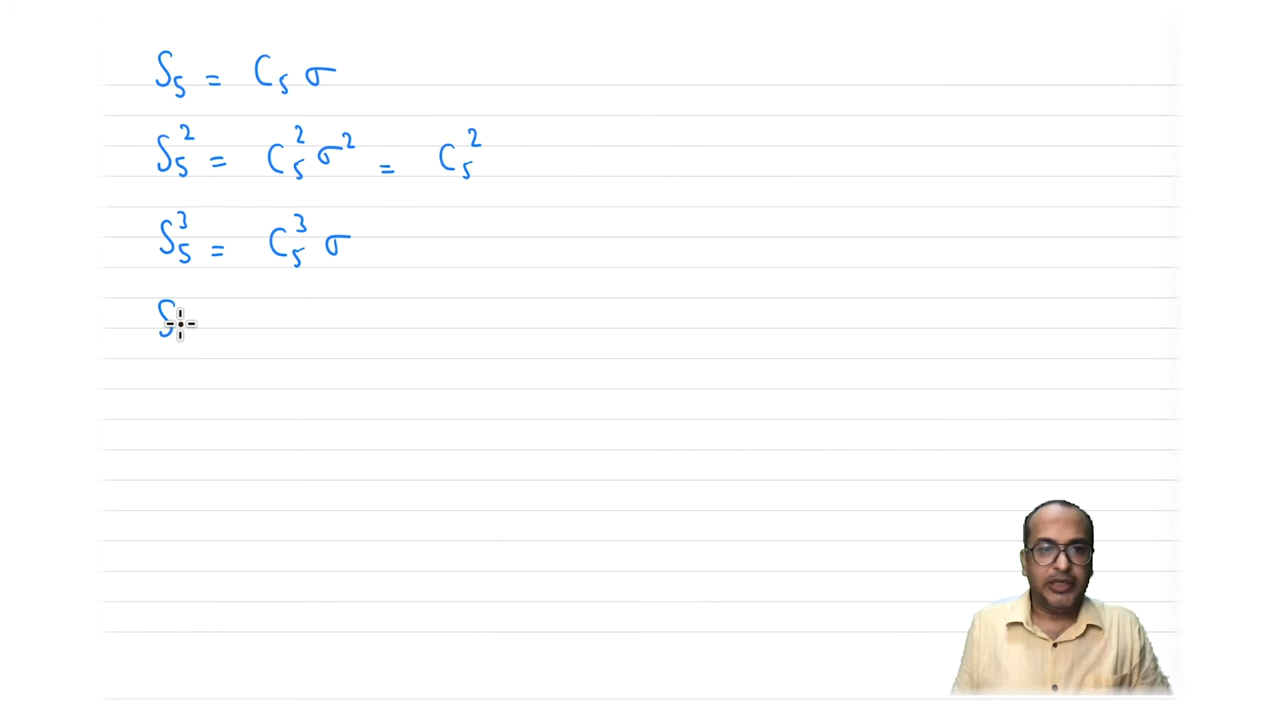 S₅ = C₅ σ
S₅² = C₅² σ² = C₅²
S₅³ = C₅³ σ
S